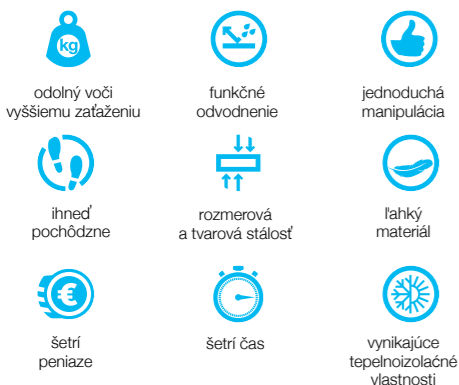 kg
odolný voči
vyššiemu zaťaženiu
funkčné
odvodnenie
jednoduchá
manipulácia
ihneď
pochôdzne
rozmerová
a tvarová stálosť
ľahký
materiál
€
šetrí
peniaze
šetrí čas
vynikajúce
tepelnoizolačné
vlastnosti